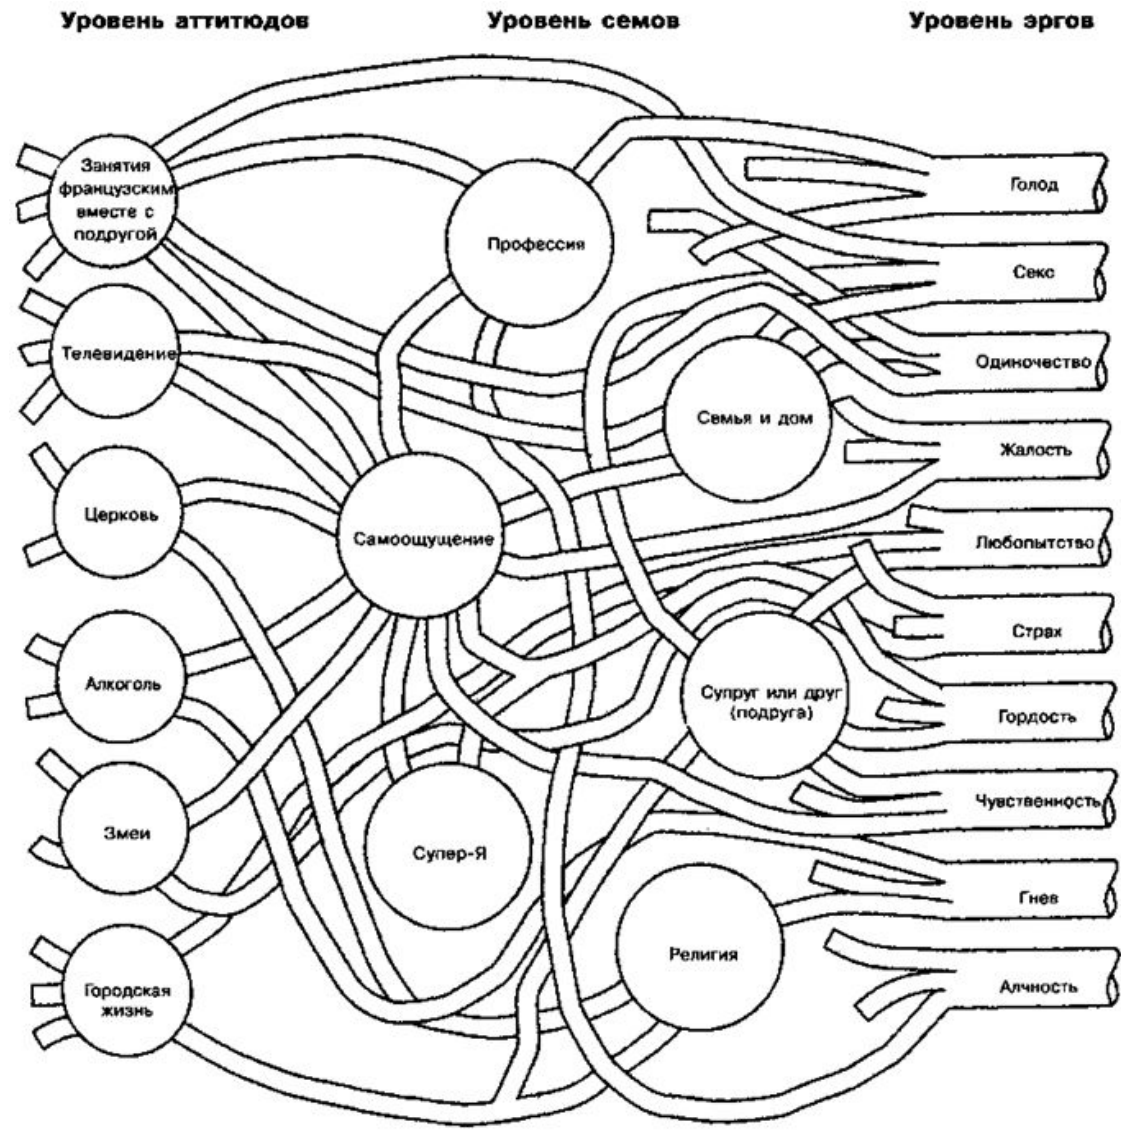 Уровень аттитюдов
Уровень семов
Уровень эргов
Занятия
французским
вместе с
подругой
Телевидение
Церковь
Алкоголь
Змеи
Городская
жизнь
Профессия
Семья и дом
Самоощущение
Супруг или друг
(подруга)
Супер-Я
Религия
Голод
Секс
Одиночество
Жалость
Любопытство
Страх
Гордость
Чувственность
Гнев
Алчность